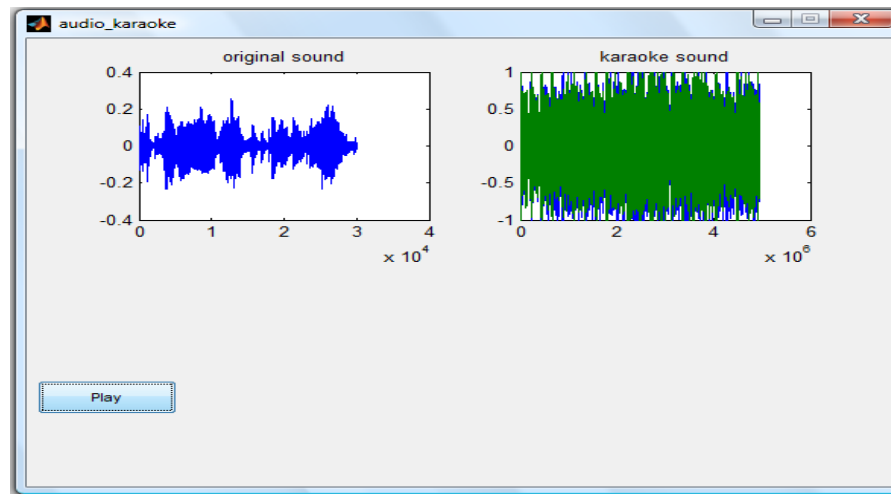 audio_karaoke
original sound
0.4
0.2
0
-0.2
-0.4
0 1 2 3 4
x 10^4
karaoke sound
1
0.5
0
-0.5
-1
0 2 4 6
x 10^6
Play